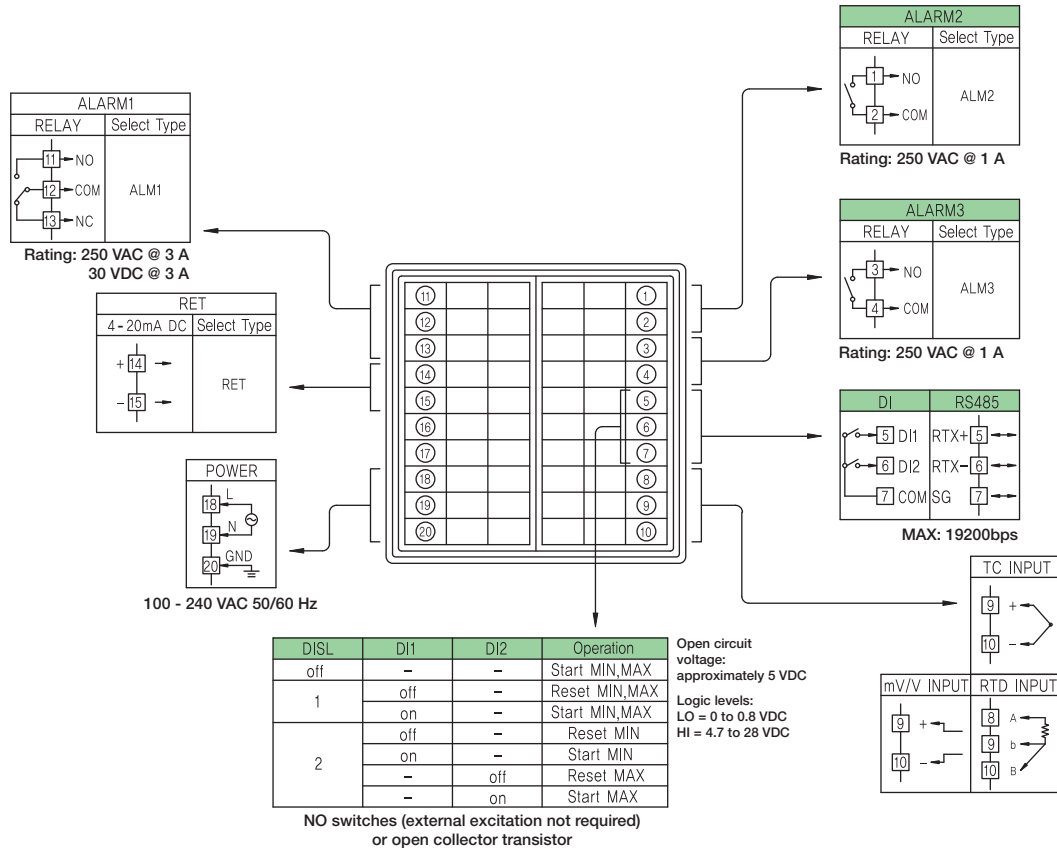 ALARM1
RELAY Select Type
11 NO
12 COM ALM1
13 NC
Rating: 250 VAC @ 3 A
30 VDC @ 3 A
RET
4-20mA DC Select Type
+ 14
RET
- 15
POWER
18 L
19 N
20 GND
100 - 240 VAC 50/60 Hz
11 1
12 2
13 3
14 4
15 5
16 6
17 7
18 8
19 9
20 10
ALARM2
RELAY Select Type
1 NO
ALM2
2 COM
Rating: 250 VAC @ 1 A
ALARM3
RELAY Select Type
3 NO
ALM3
4 COM
Rating: 250 VAC @ 1 A
DI RS485
5 DI1 RTX+ 5
6 DI2 RTX- 6
7 COM SG 7
MAX: 19200bps
TC INPUT
9 +
10 -
mV/V INPUT RTD INPUT
9 +
10 -
8 A
9 b
10 B
DISL DI1 DI2 Operation
off – – Start MIN,MAX
1 off – Reset MIN,MAX
on – Start MIN,MAX
2 off – Reset MIN
on – Start MIN
– off Reset MAX
– on Start MAX
NO switches (external excitation not required)
or open collector transistor
Open circuit
voltage:
approximately 5 VDC
Logic levels:
LO = 0 to 0.8 VDC
HI = 4.7 to 28 VDC